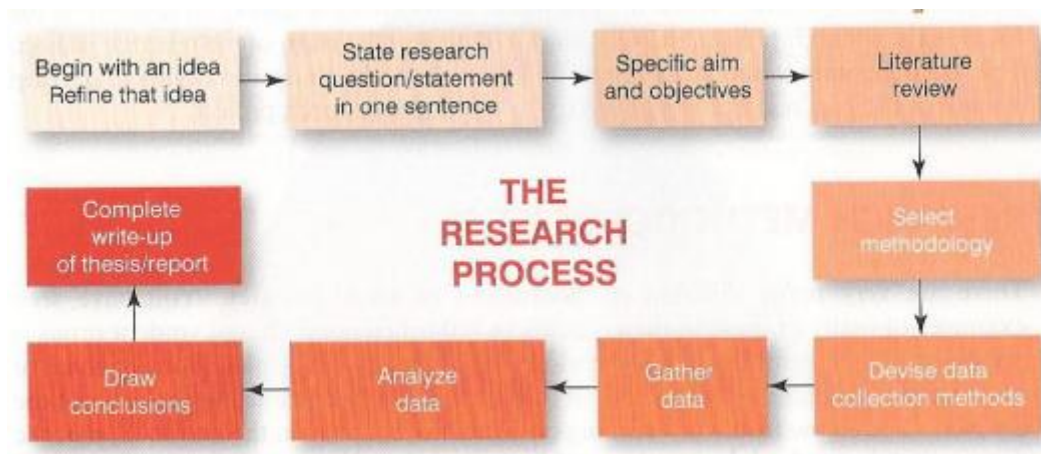 Begin with an idea
Refine that idea
State research
question/statement
in one sentence
Specific aim
and objectives
Literature
review
THE
RESEARCH
PROCESS
Select
methodology
Devise data
collection methods
Gather
data
Analyze
data
Draw
conclusions
Complete
write-up
of thesis/report